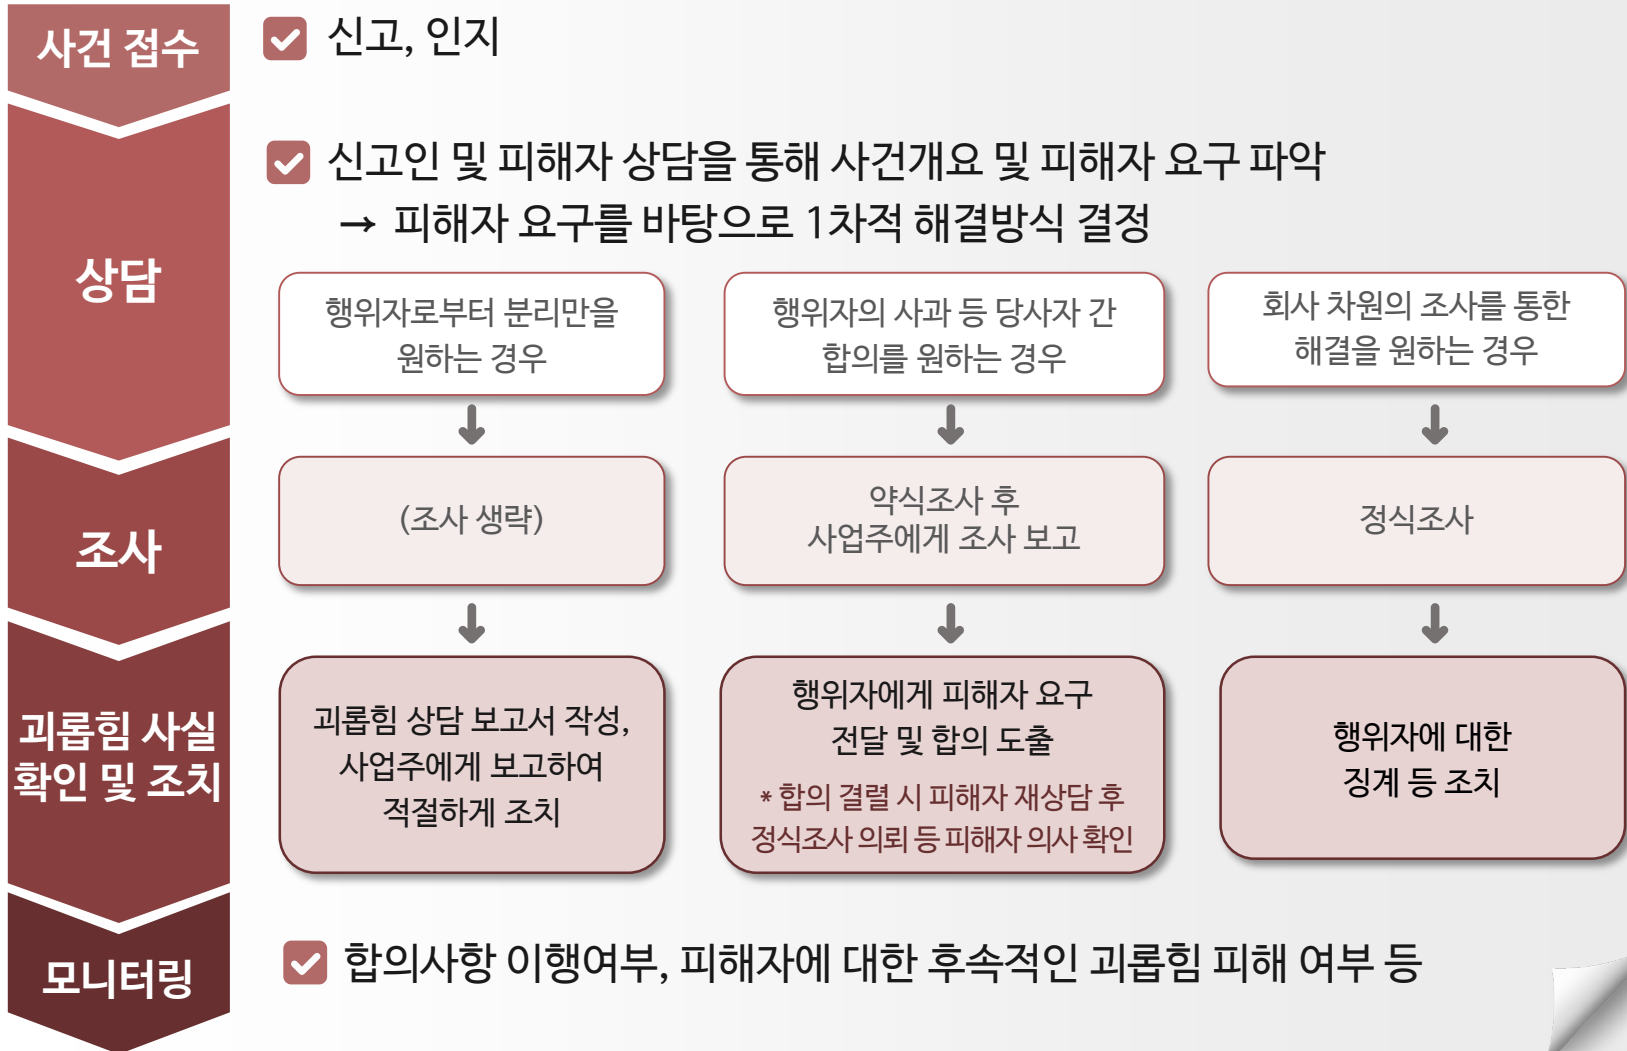 사건 접수
신고, 인지
상담
신고인 및 피해자 상담을 통해 사건개요 및 피해자 요구 파악
→ 피해자 요구를 바탕으로 1차적 해결방식 결정
행위자로부터 분리만을
원하는 경우
행위자의 사과 등 당사자 간
합의를 원하는 경우
회사 차원의 조사를 통한
해결을 원하는 경우
조사
(조사 생략)
약식조사 후
사업주에게 조사 보고
정식조사
괴롭힘 사실
확인 및 조치
괴롭힘 상담 보고서 작성,
사업주에게 보고하여
적절하게 조치
행위자에게 피해자 요구
전달 및 합의 도출
* 합의 결렬 시 피해자 재상담 후
정식조사 의뢰 등 피해자 의사 확인
행위자에 대한
징계 등 조치
모니터링
합의사항 이행여부, 피해자에 대한 후속적인 괴롭힘 피해 여부 등